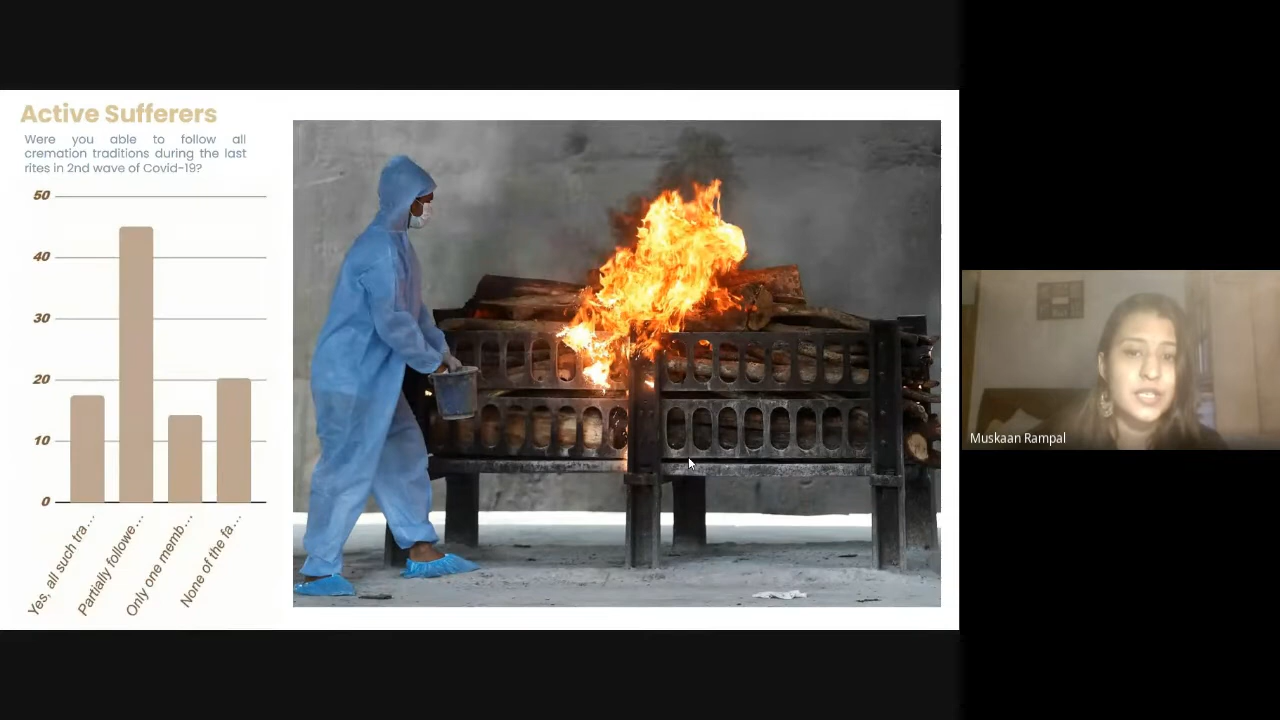 Active Sufferers
Were you able to follow all
cremation traditions during the last
rites in 2nd wave of Covid-19?
50
40
30
20
10
0
Yes, all such tra...
Partially followe...
Only one memb...
None of the fa...
Muskaan Rampal